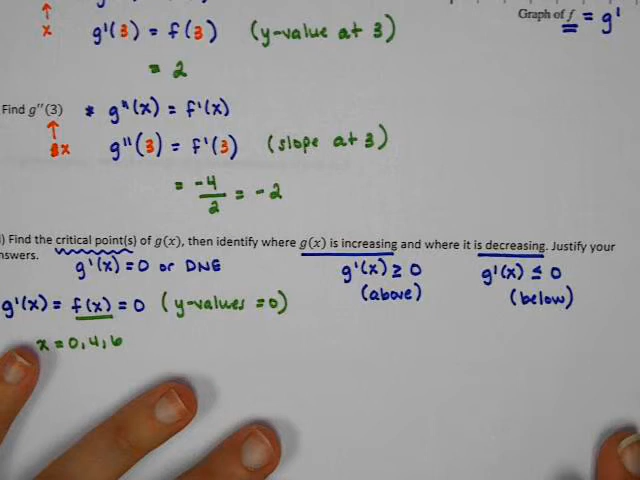 x
g'(3) = f(3) (y-value at 3)
= 2
Graph of f = g'
Find g''(3)
* g''(x) = f'(x)
x
g''(3) = f'(3) (slope at 3)
= -4/2 = -2
) Find the critical point(s) of g(x), then identify where g(x) is increasing and where it is decreasing. Justify your
nswers.
g'(x) = 0 or DNE
g'(x) ≥ 0
g'(x) ≤ 0
(above)
(below)
g'(x) = f(x) = 0 (y-values = 0)
x = 0, 4, 6